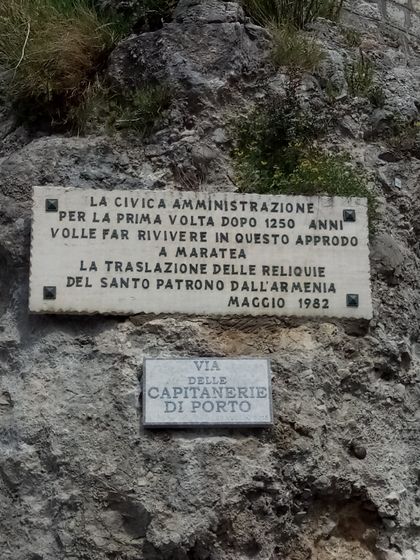 LA CIVICA AMMINISTRAZIONE
PER LA PRIMA VOLTA DOPO 1250 ANNI
VOLLE FAR RIVIVERE IN QUESTO APPRODO
A MARATEA
LA TRASLAZIONE DELLE RELIQUIE
DEL SANTO PATRONO DALL'ARMENIA
MAGGIO 1982
VIA
DELLE
CAPITANERIE
DI PORTO